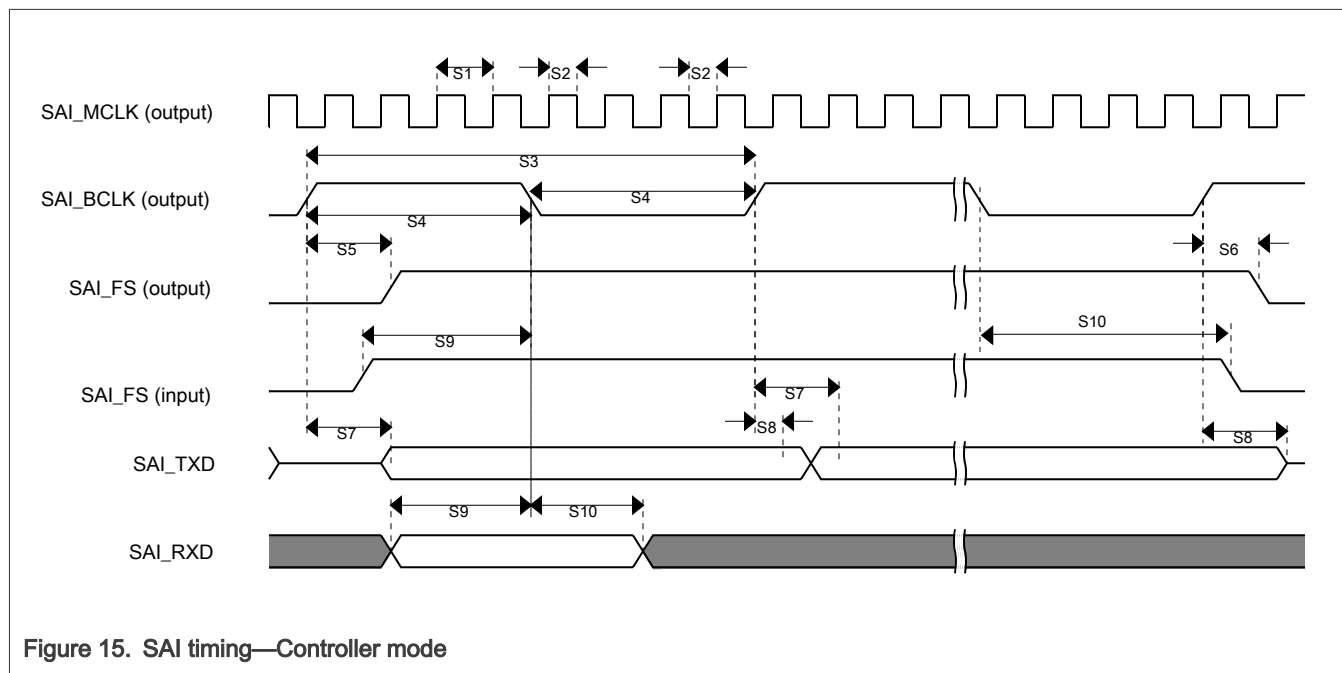 S1
S2
S2
SAI_MCLK (output)
S3
SAI_BCLK (output)
S4
S4
S5
S6
SAI_FS (output)
S10
S9
SAI_FS (input)
S7
S7
S8
S8
SAI_TXD
S9
S10
SAI_RXD
Figure 15. SAI timing—Controller mode